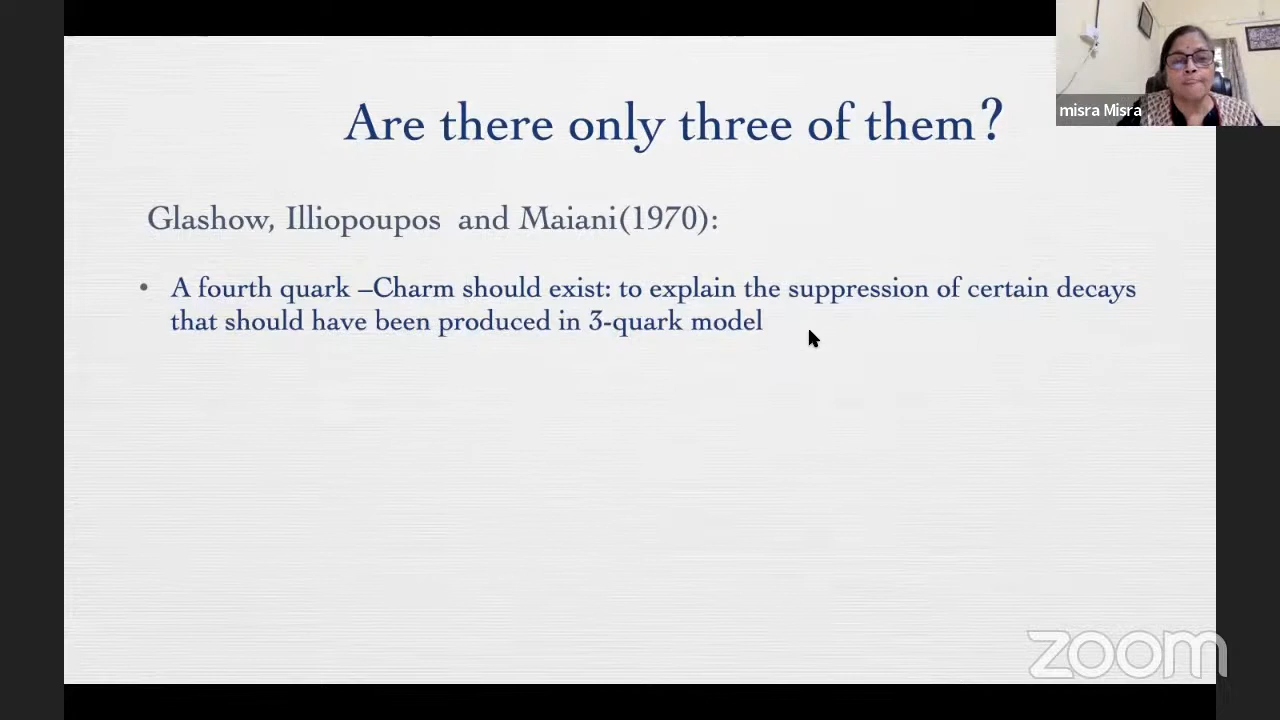 misra Misra
Are there only three of them?
Glashow, Illiopoupos and Maiani(1970):
• A fourth quark –Charm should exist: to explain the suppression of certain decays
that should have been produced in 3-quark model
zoom